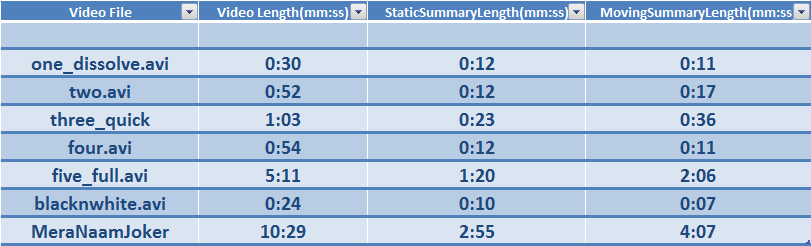 Video File Video Length(mm:ss) StaticSummaryLength(mm:ss) MovingSummaryLength(mm:ss
one_dissolve.avi 0:30 0:12 0:11
two.avi 0:52 0:12 0:17
three_quick 1:03 0:23 0:36
four.avi 0:54 0:12 0:11
five_full.avi 5:11 1:20 2:06
blacknwhite.avi 0:24 0:10 0:07
MeraNaamJoker 10:29 2:55 4:07